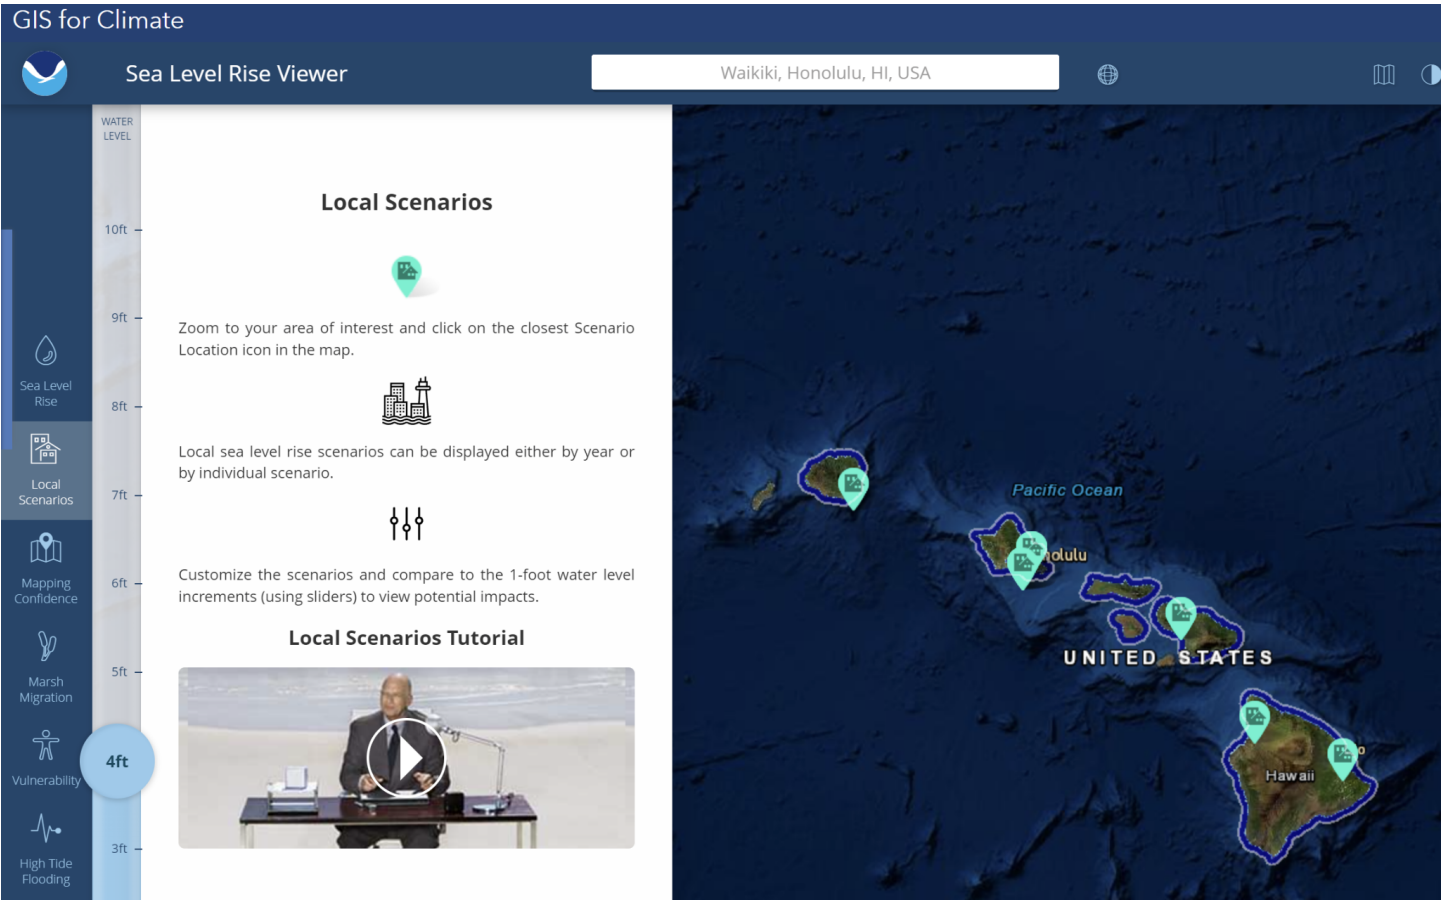 GIS for Climate
Sea Level Rise Viewer
Waikiki, Honolulu, HI, USA
WATER
LEVEL
10ft
9ft
8ft
7ft
6ft
5ft
4ft
3ft
Sea Level
Rise
Local
Scenarios
Mapping
Confidence
Marsh
Migration
Vulnerability
High Tide
Flooding
Local Scenarios
Zoom to your area of interest and click on the closest Scenario
Location icon in the map.
Local sea level rise scenarios can be displayed either by year or
by individual scenario.
Customize the scenarios and compare to the 1-foot water level
increments (using sliders) to view potential impacts.
Local Scenarios Tutorial
Pacific Ocean
olulu
UNITED STATES
Hawaii
o